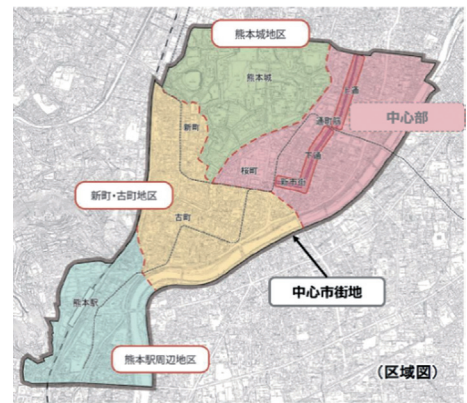 熊本城地区
熊本城
上通
通町筋
中心部
新町
下通
桜町
新市街
新町・古町地区
古町
中心市街地
熊本駅
熊本駅周辺地区
(区域図)